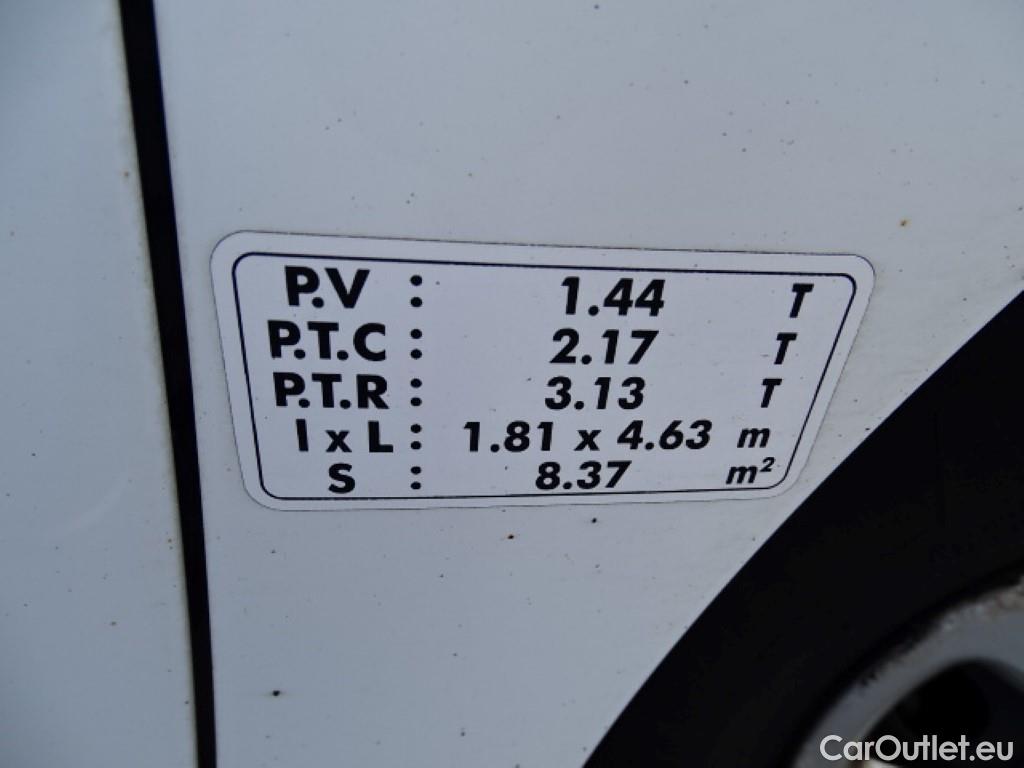 P.V : 1.44 T
P.T.C : 2.17 T
P.T.R : 3.13 T
l x L : 1.81 x 4.63 m
S : 8.37 m²
CarOutlet.eu